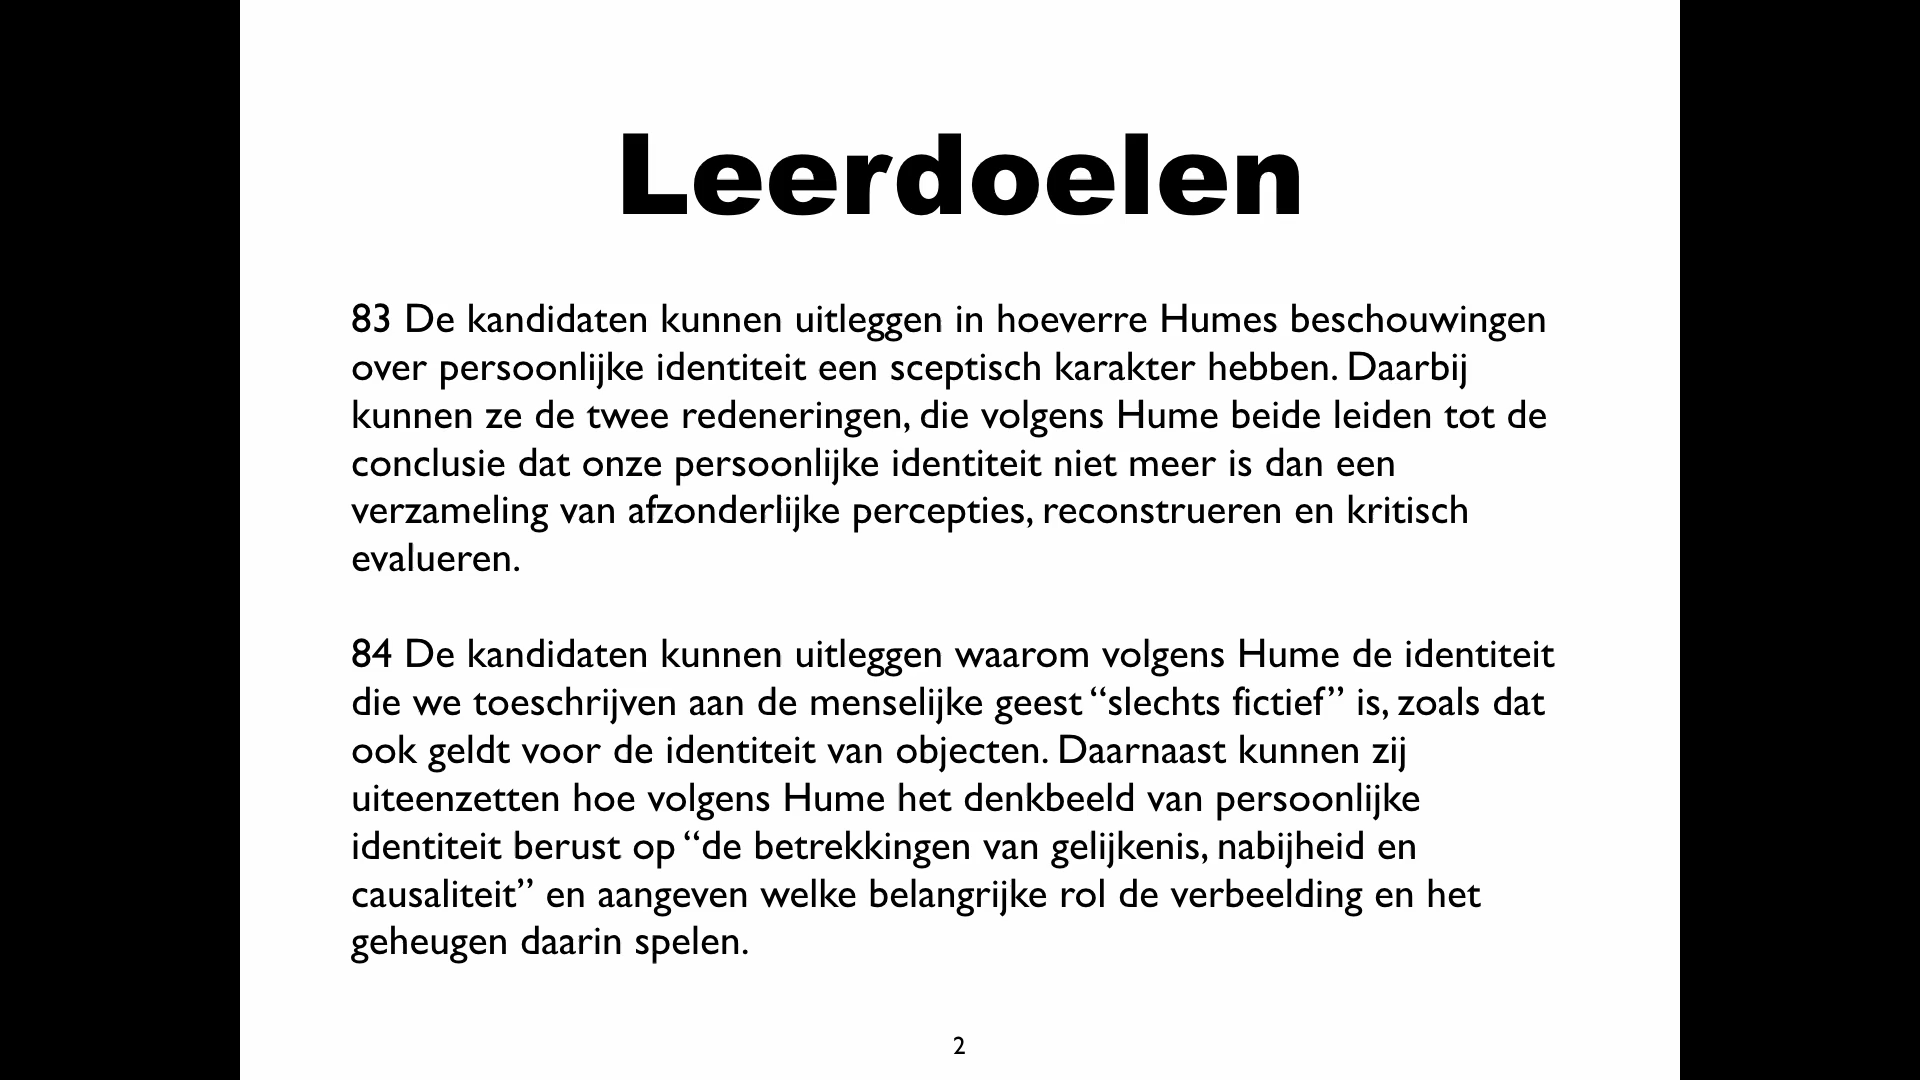 Leerdoelen
83 De kandidaten kunnen uitleggen in hoeverre Humes beschouwingen
over persoonlijke identiteit een sceptisch karakter hebben. Daarbij
kunnen ze de twee redeneringen, die volgens Hume beide leiden tot de
conclusie dat onze persoonlijke identiteit niet meer is dan een
verzameling van afzonderlijke percepties, reconstrueren en kritisch
evalueren.
84 De kandidaten kunnen uitleggen waarom volgens Hume de identiteit
die we toeschrijven aan de menselijke geest “slechts fictief” is, zoals dat
ook geldt voor de identiteit van objecten. Daarnaast kunnen zij
uiteenzetten hoe volgens Hume het denkbeeld van persoonlijke
identiteit berust op “de betrekkingen van gelijkenis, nabijheid en
causaliteit” en aangeven welke belangrijke rol de verbeelding en het
geheugen daarin spelen.
2